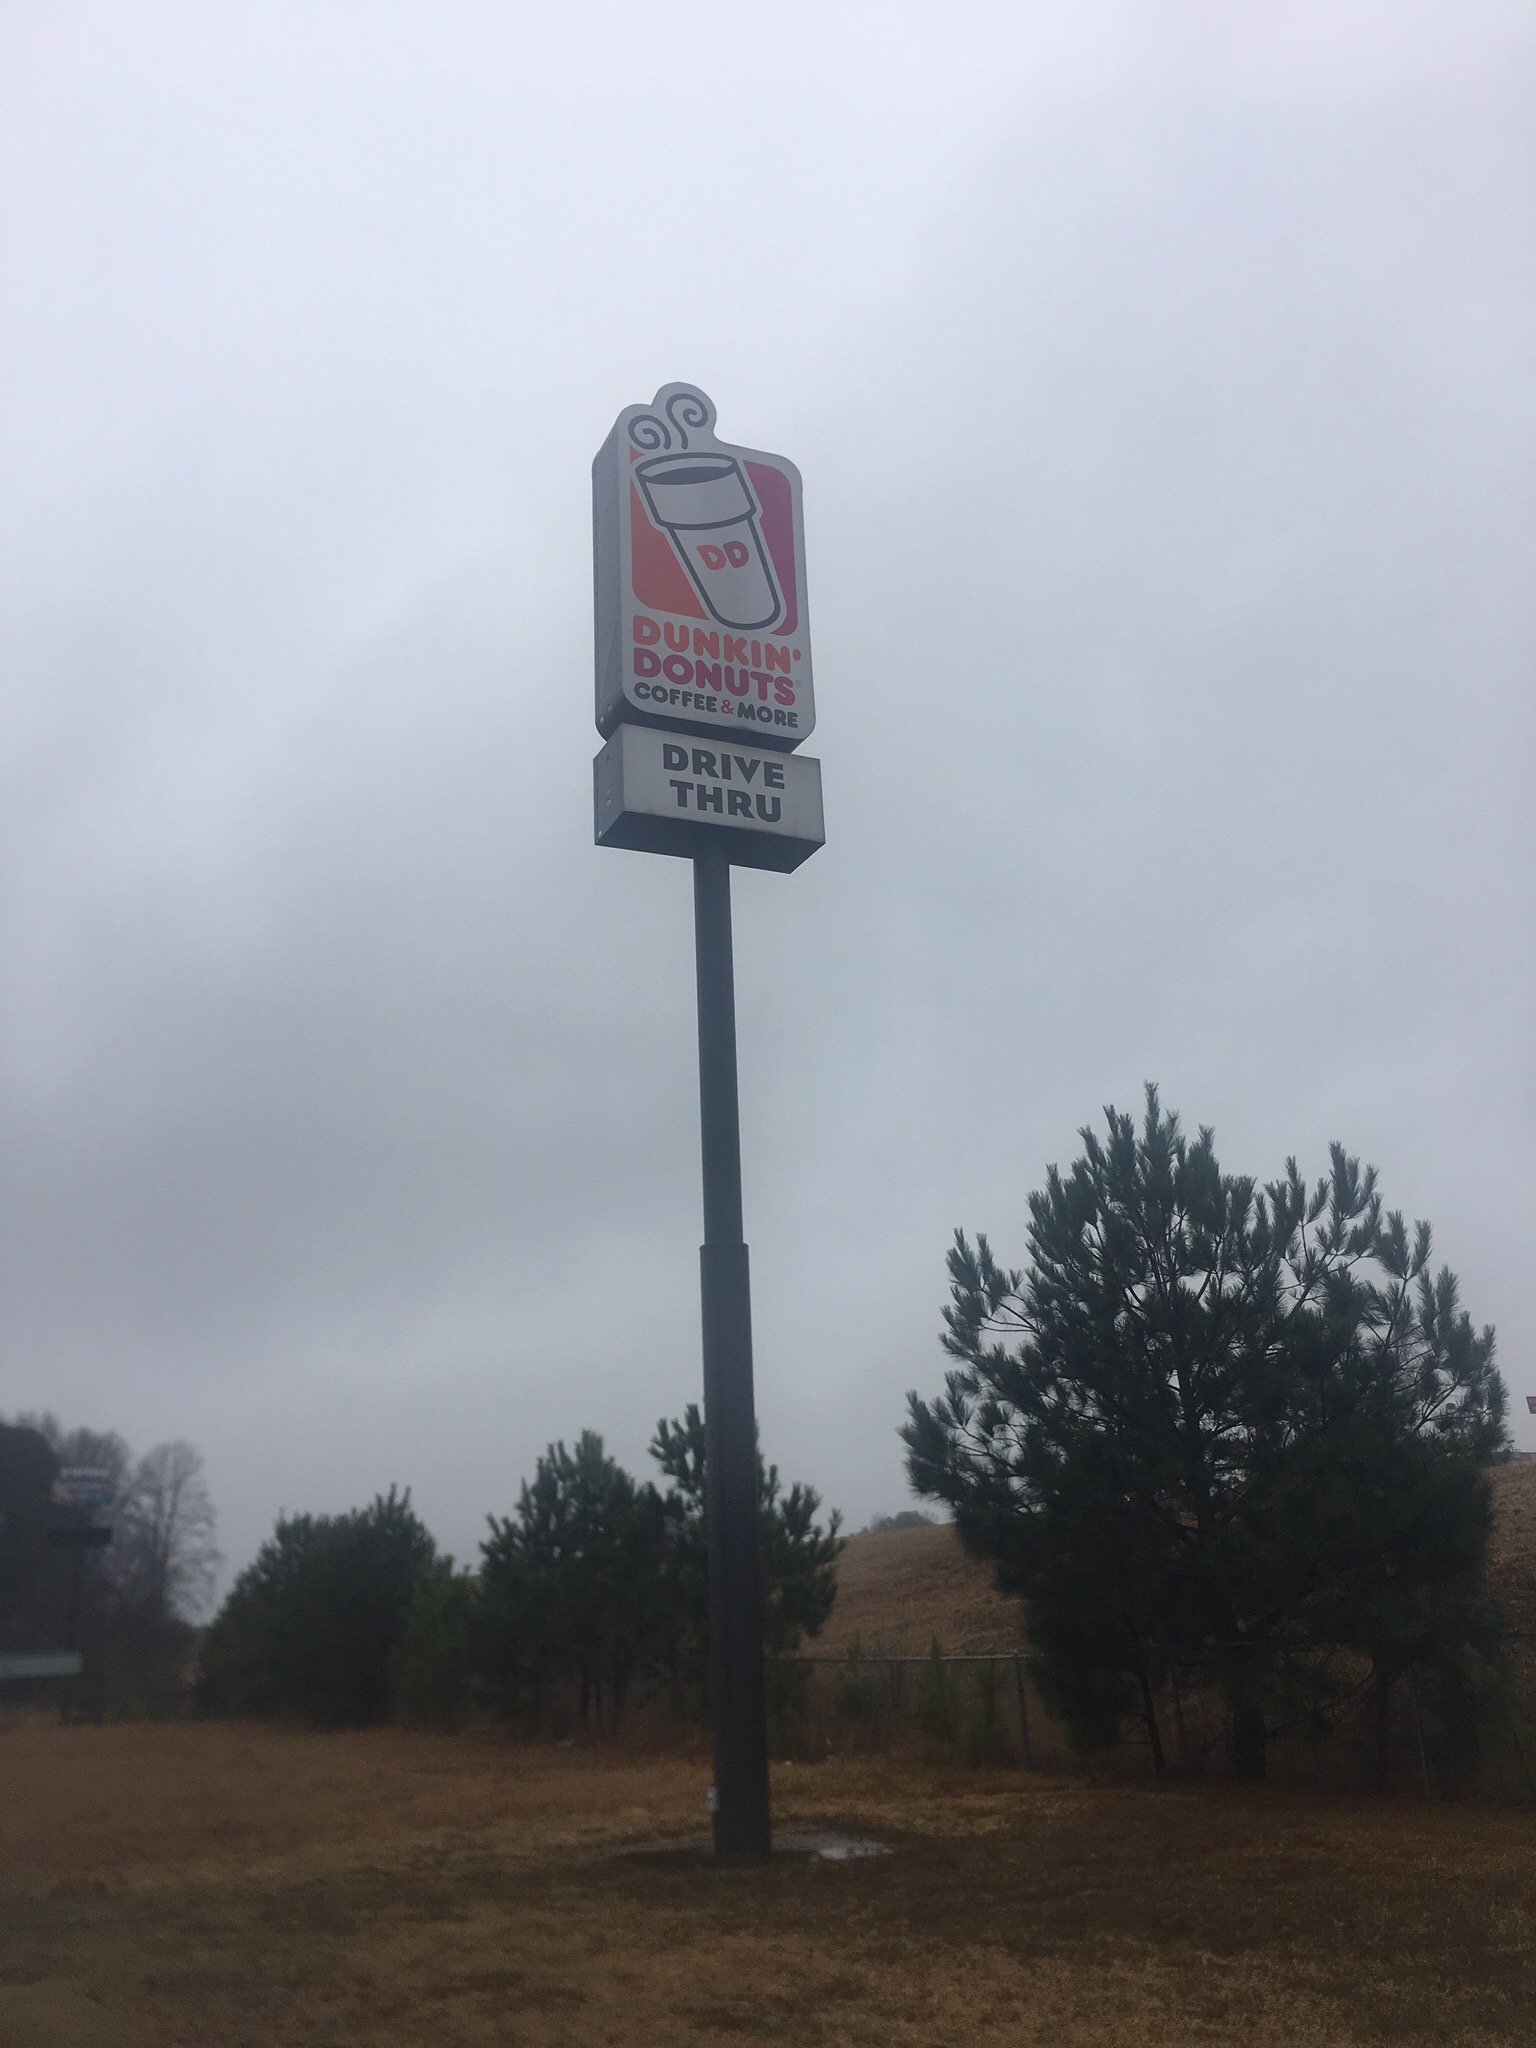 DD
DUNKIN'
DONUTS
COFFEE & MORE
DRIVE
THRU